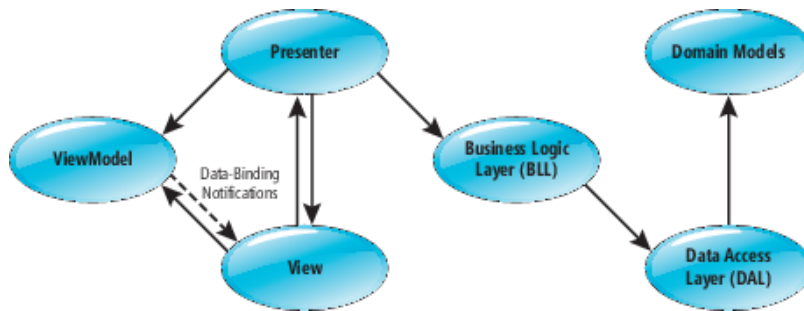 Presenter
Domain Models
ViewModel
Data-Binding
Notifications
Business Logic
Layer (BLL)
View
Data Access
Layer (DAL)